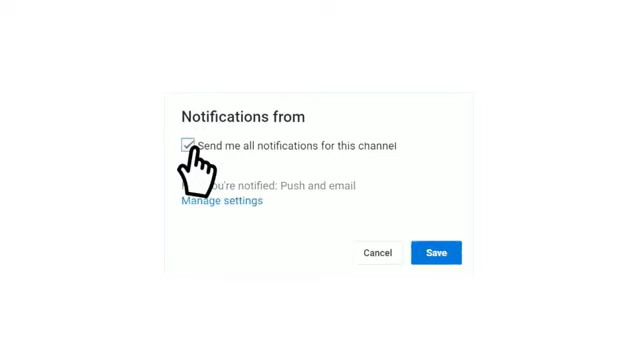 Notifications from
Send me all notifications for this channel
you're notified: Push and email
Manage settings
Cancel
Save